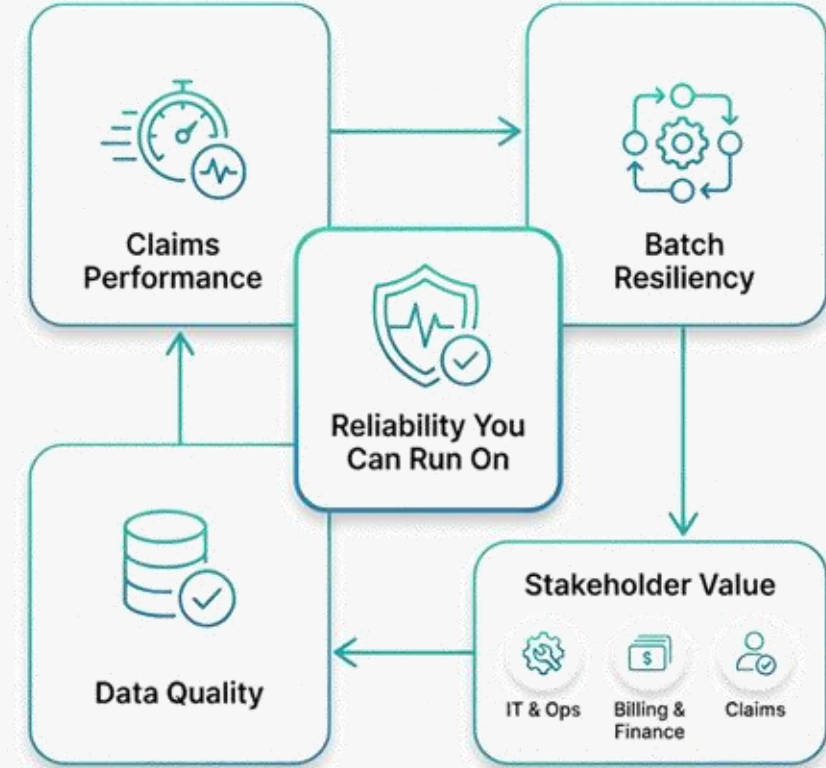 Claims
Performance
Batch
Resiliency
Reliability You
Can Run On
Data Quality
Stakeholder Value
$
IT & Ops
Billing &
Finance
Claims